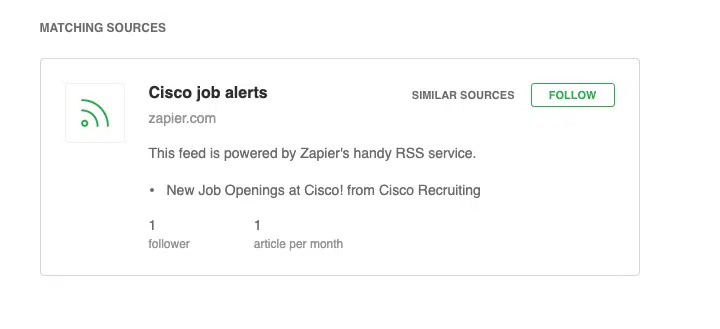 MATCHING SOURCES
Cisco job alerts
SIMILAR SOURCES
FOLLOW
zapier.com
This feed is powered by Zapier's handy RSS service.
• New Job Openings at Cisco! from Cisco Recruiting
1 1
follower article per month